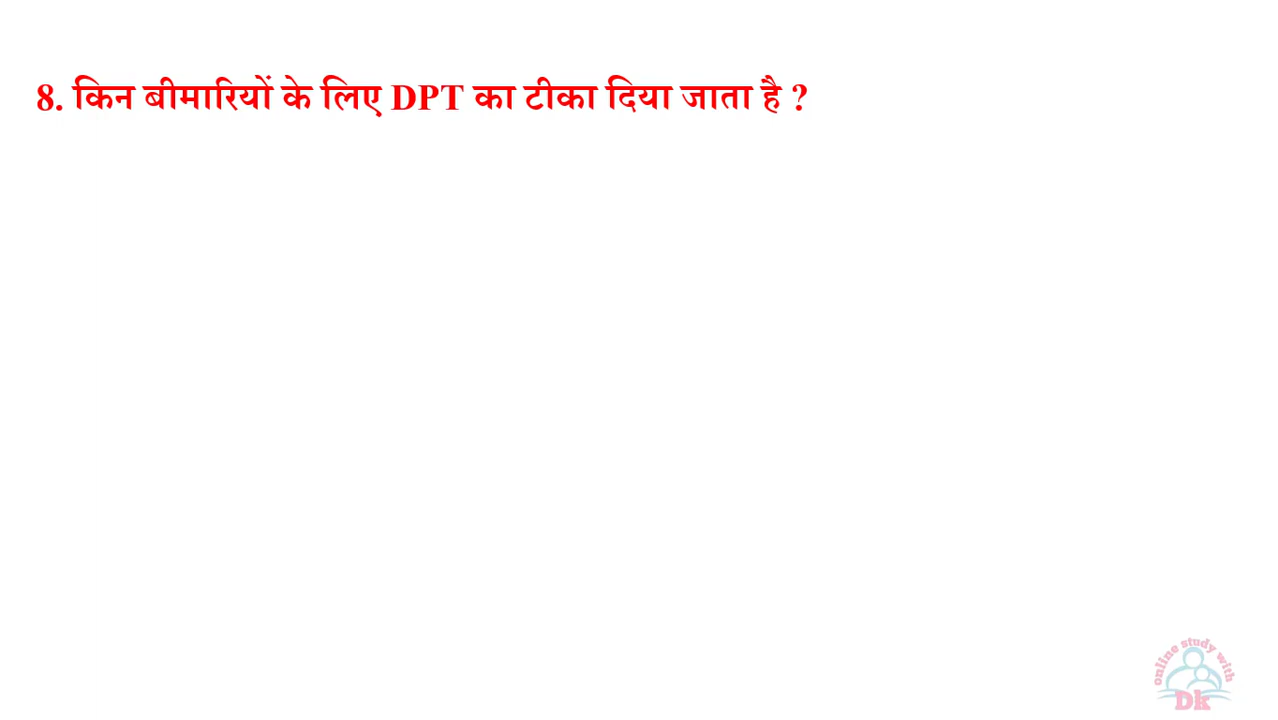 8. किन बीमारियों के लिए DPT का टीका दिया जाता है ?
online study with
Dk